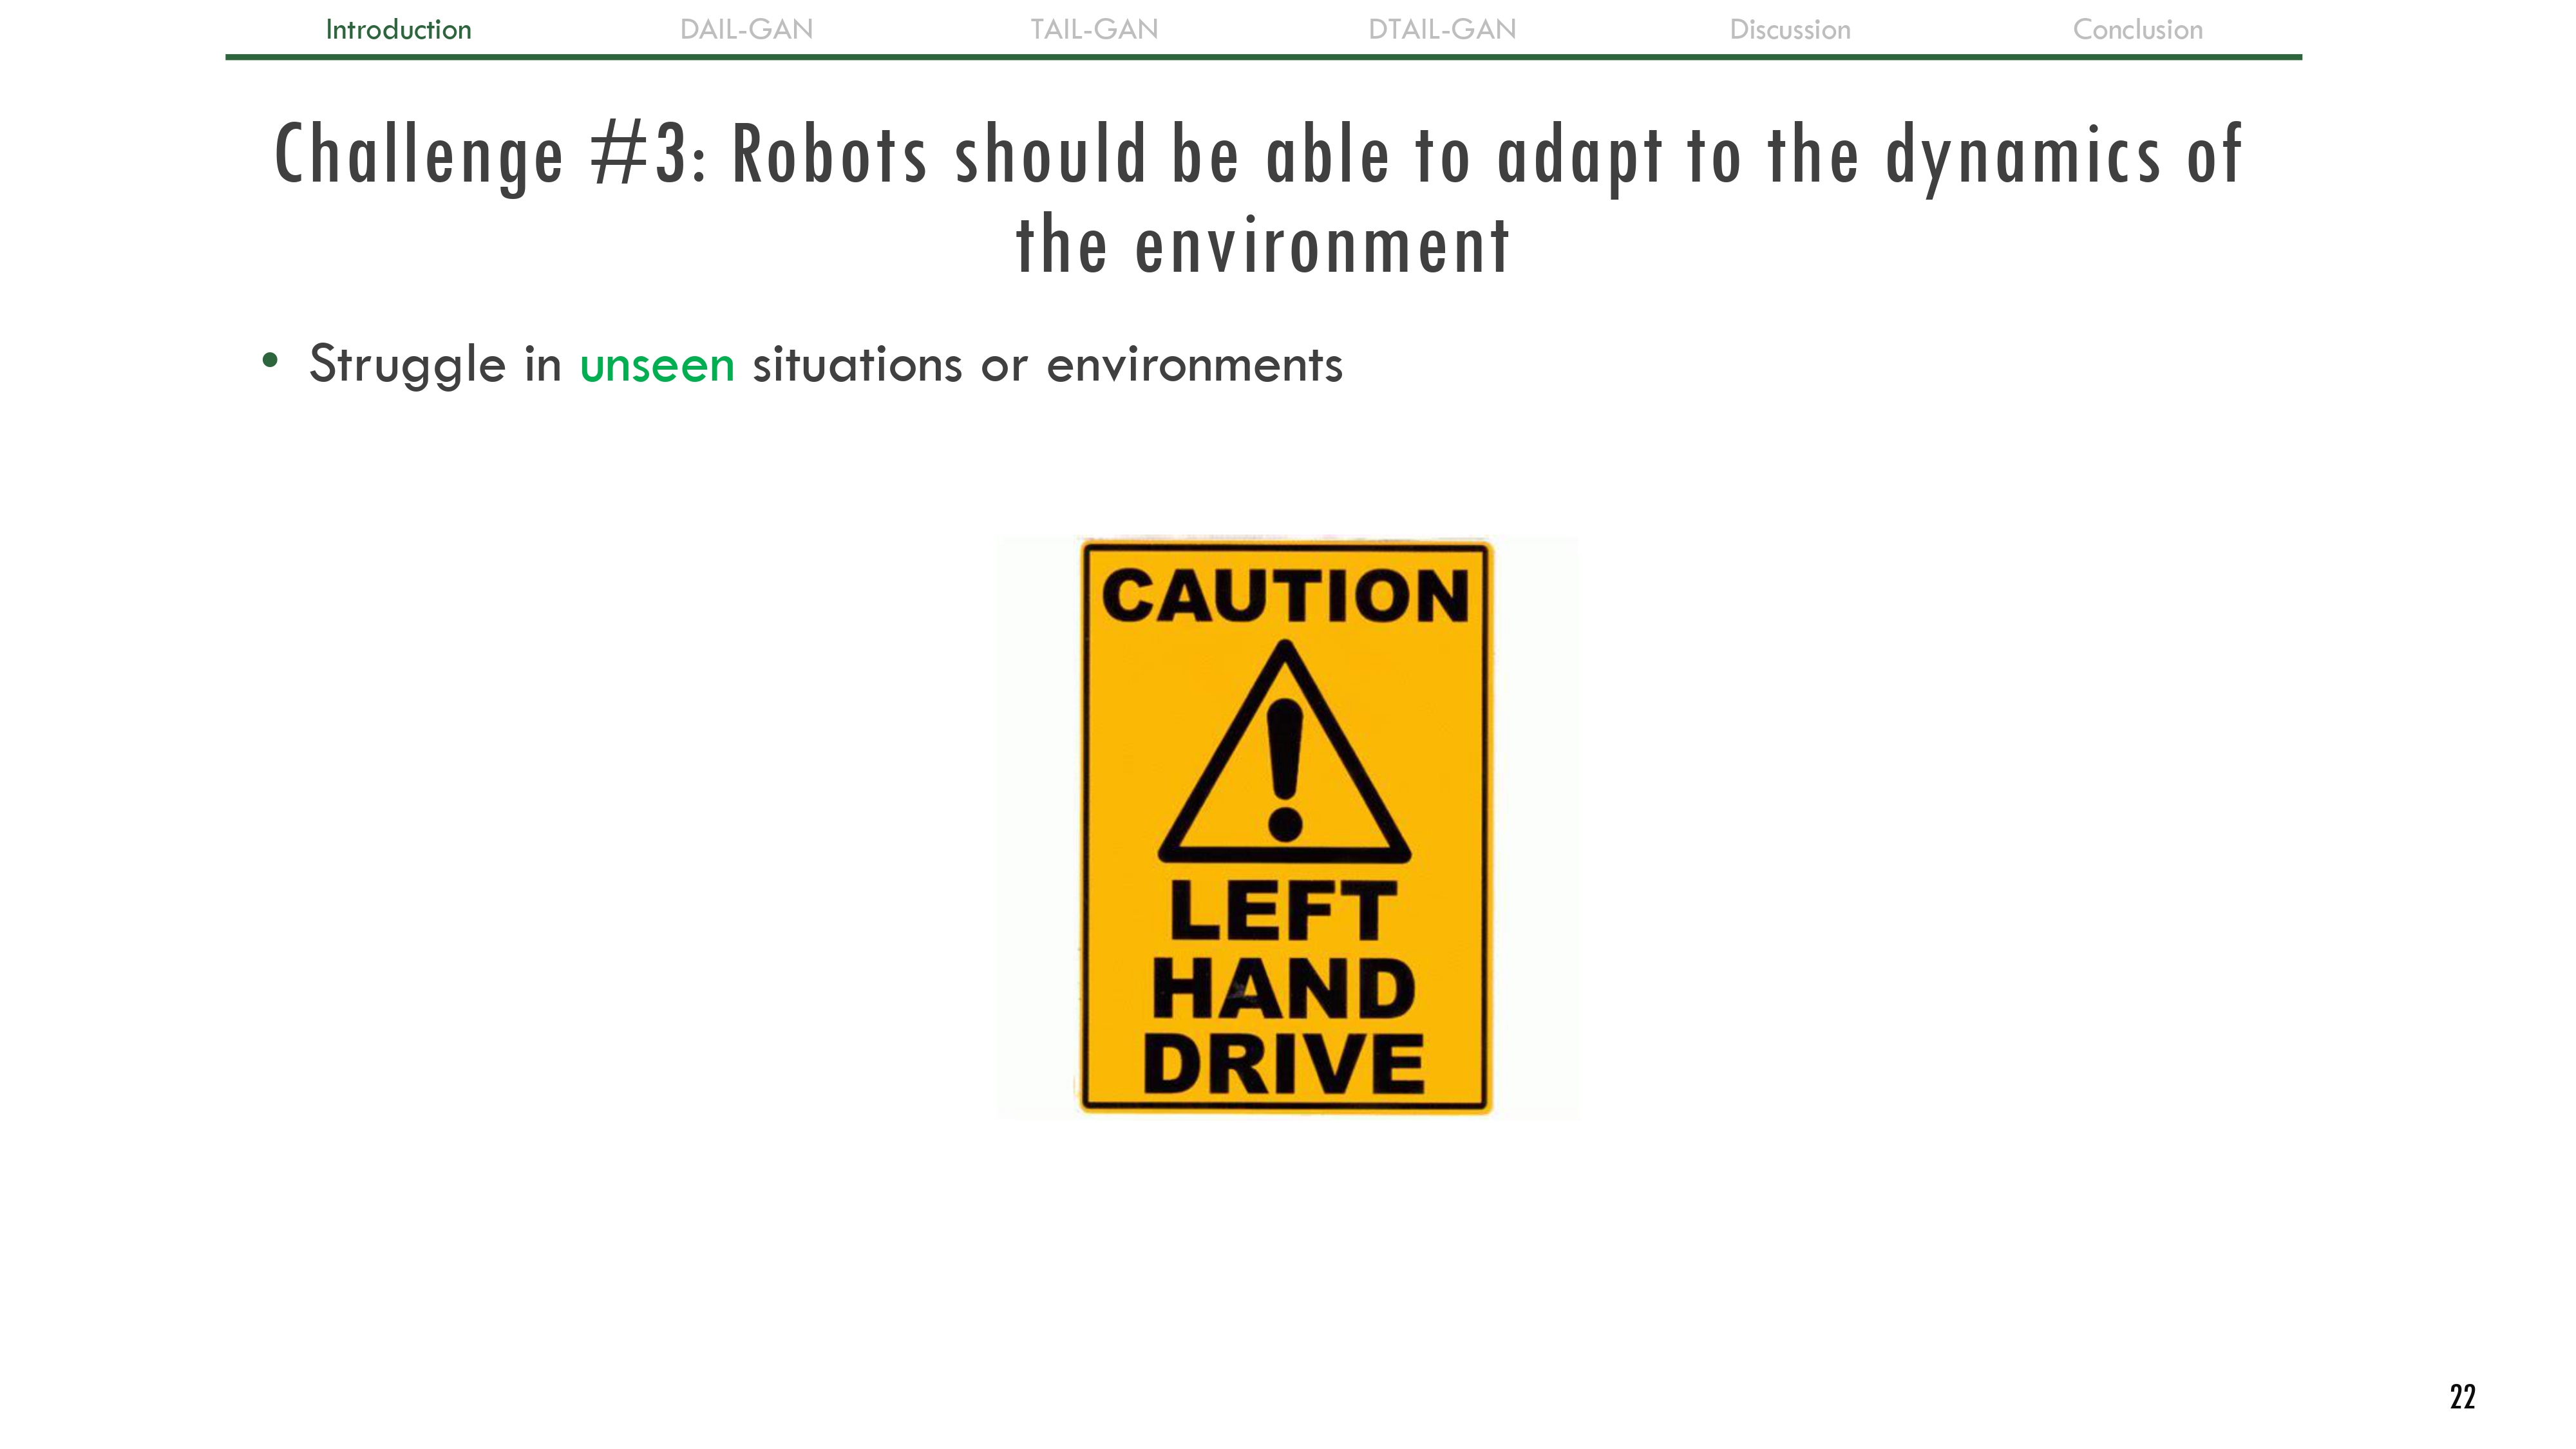 Introduction DAIL-GAN TAIL-GAN DTAIL-GAN Discussion Conclusion
Challenge #3: Robots should be able to adapt to the dynamics of
the environment
• Struggle in unseen situations or environments
CAUTION
LEFT
HAND
DRIVE
22